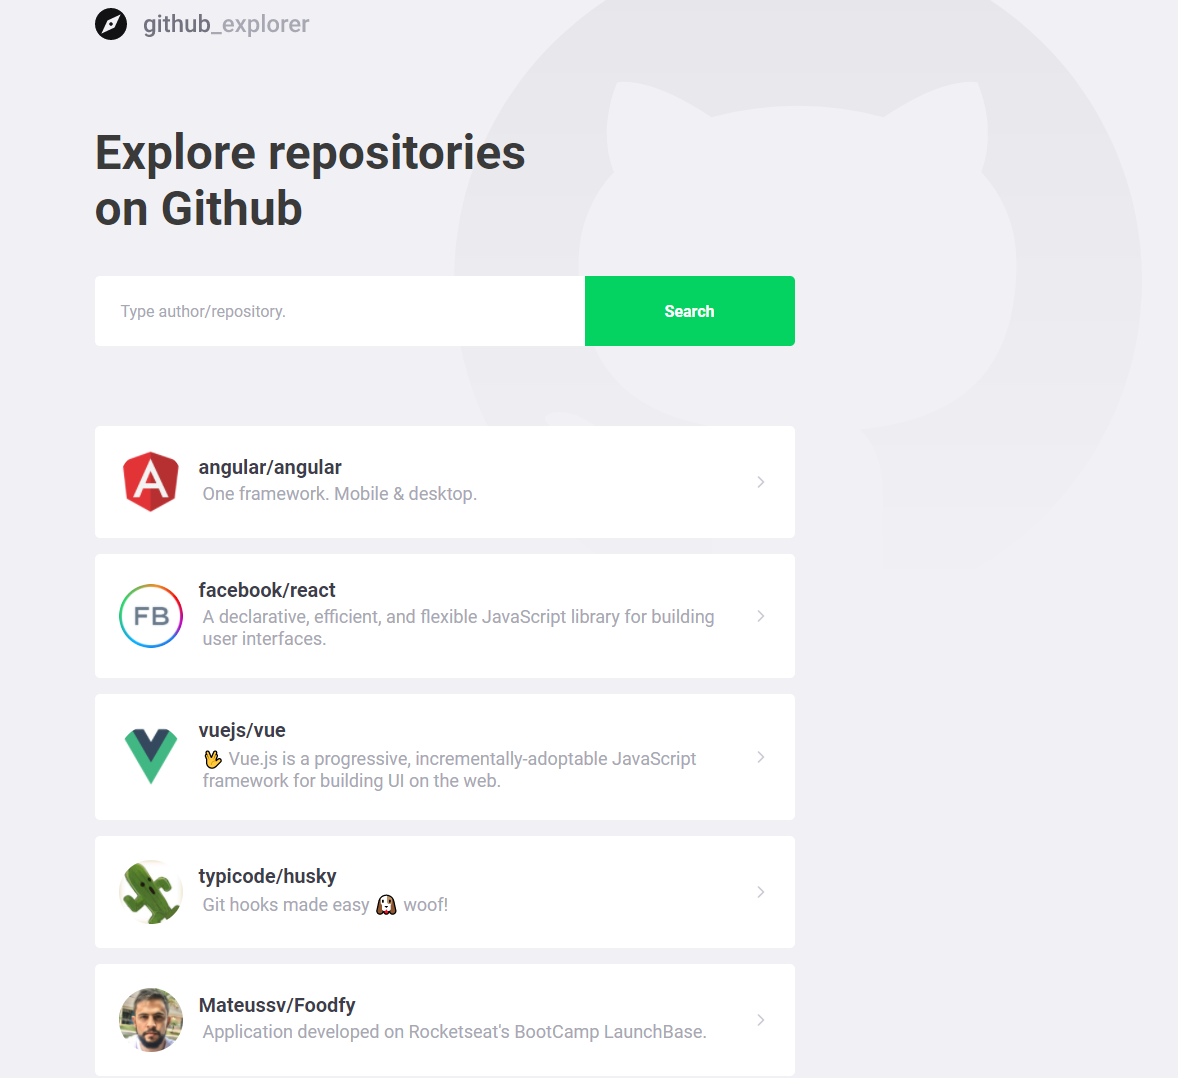 github_explorer
Explore repositories
on Github
Type author/repository.
Search
angular/angular
One framework. Mobile & desktop.
FB
facebook/react
A declarative, efficient, and flexible JavaScript library for building
user interfaces.
vuejs/vue
🖖 Vue.js is a progressive, incrementally-adoptable JavaScript
framework for building UI on the web.
typicode/husky
Git hooks made easy 🐶 woof!
Mateussv/Foodfy
Application developed on Rocketseat's BootCamp LaunchBase.